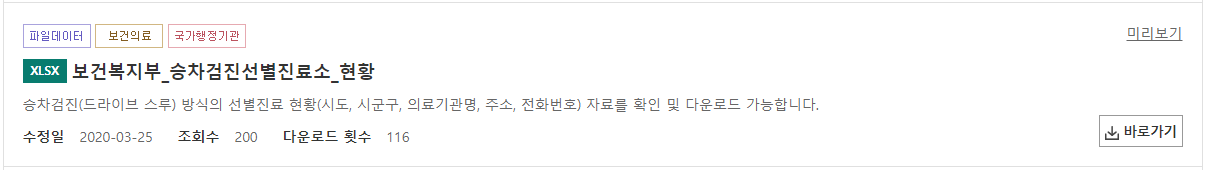 파일데이터 보건의료 국가행정기관 미리보기
XLSX 보건복지부_승차검진선별진료소_현황
승차검진(드라이브 스루) 방식의 선별진료 현황(시도, 시군구, 의료기관명, 주소, 전화번호) 자료를 확인 및 다운로드 가능합니다.
수정일 2020-03-25 조회수 200 다운로드 횟수 116 바로가기